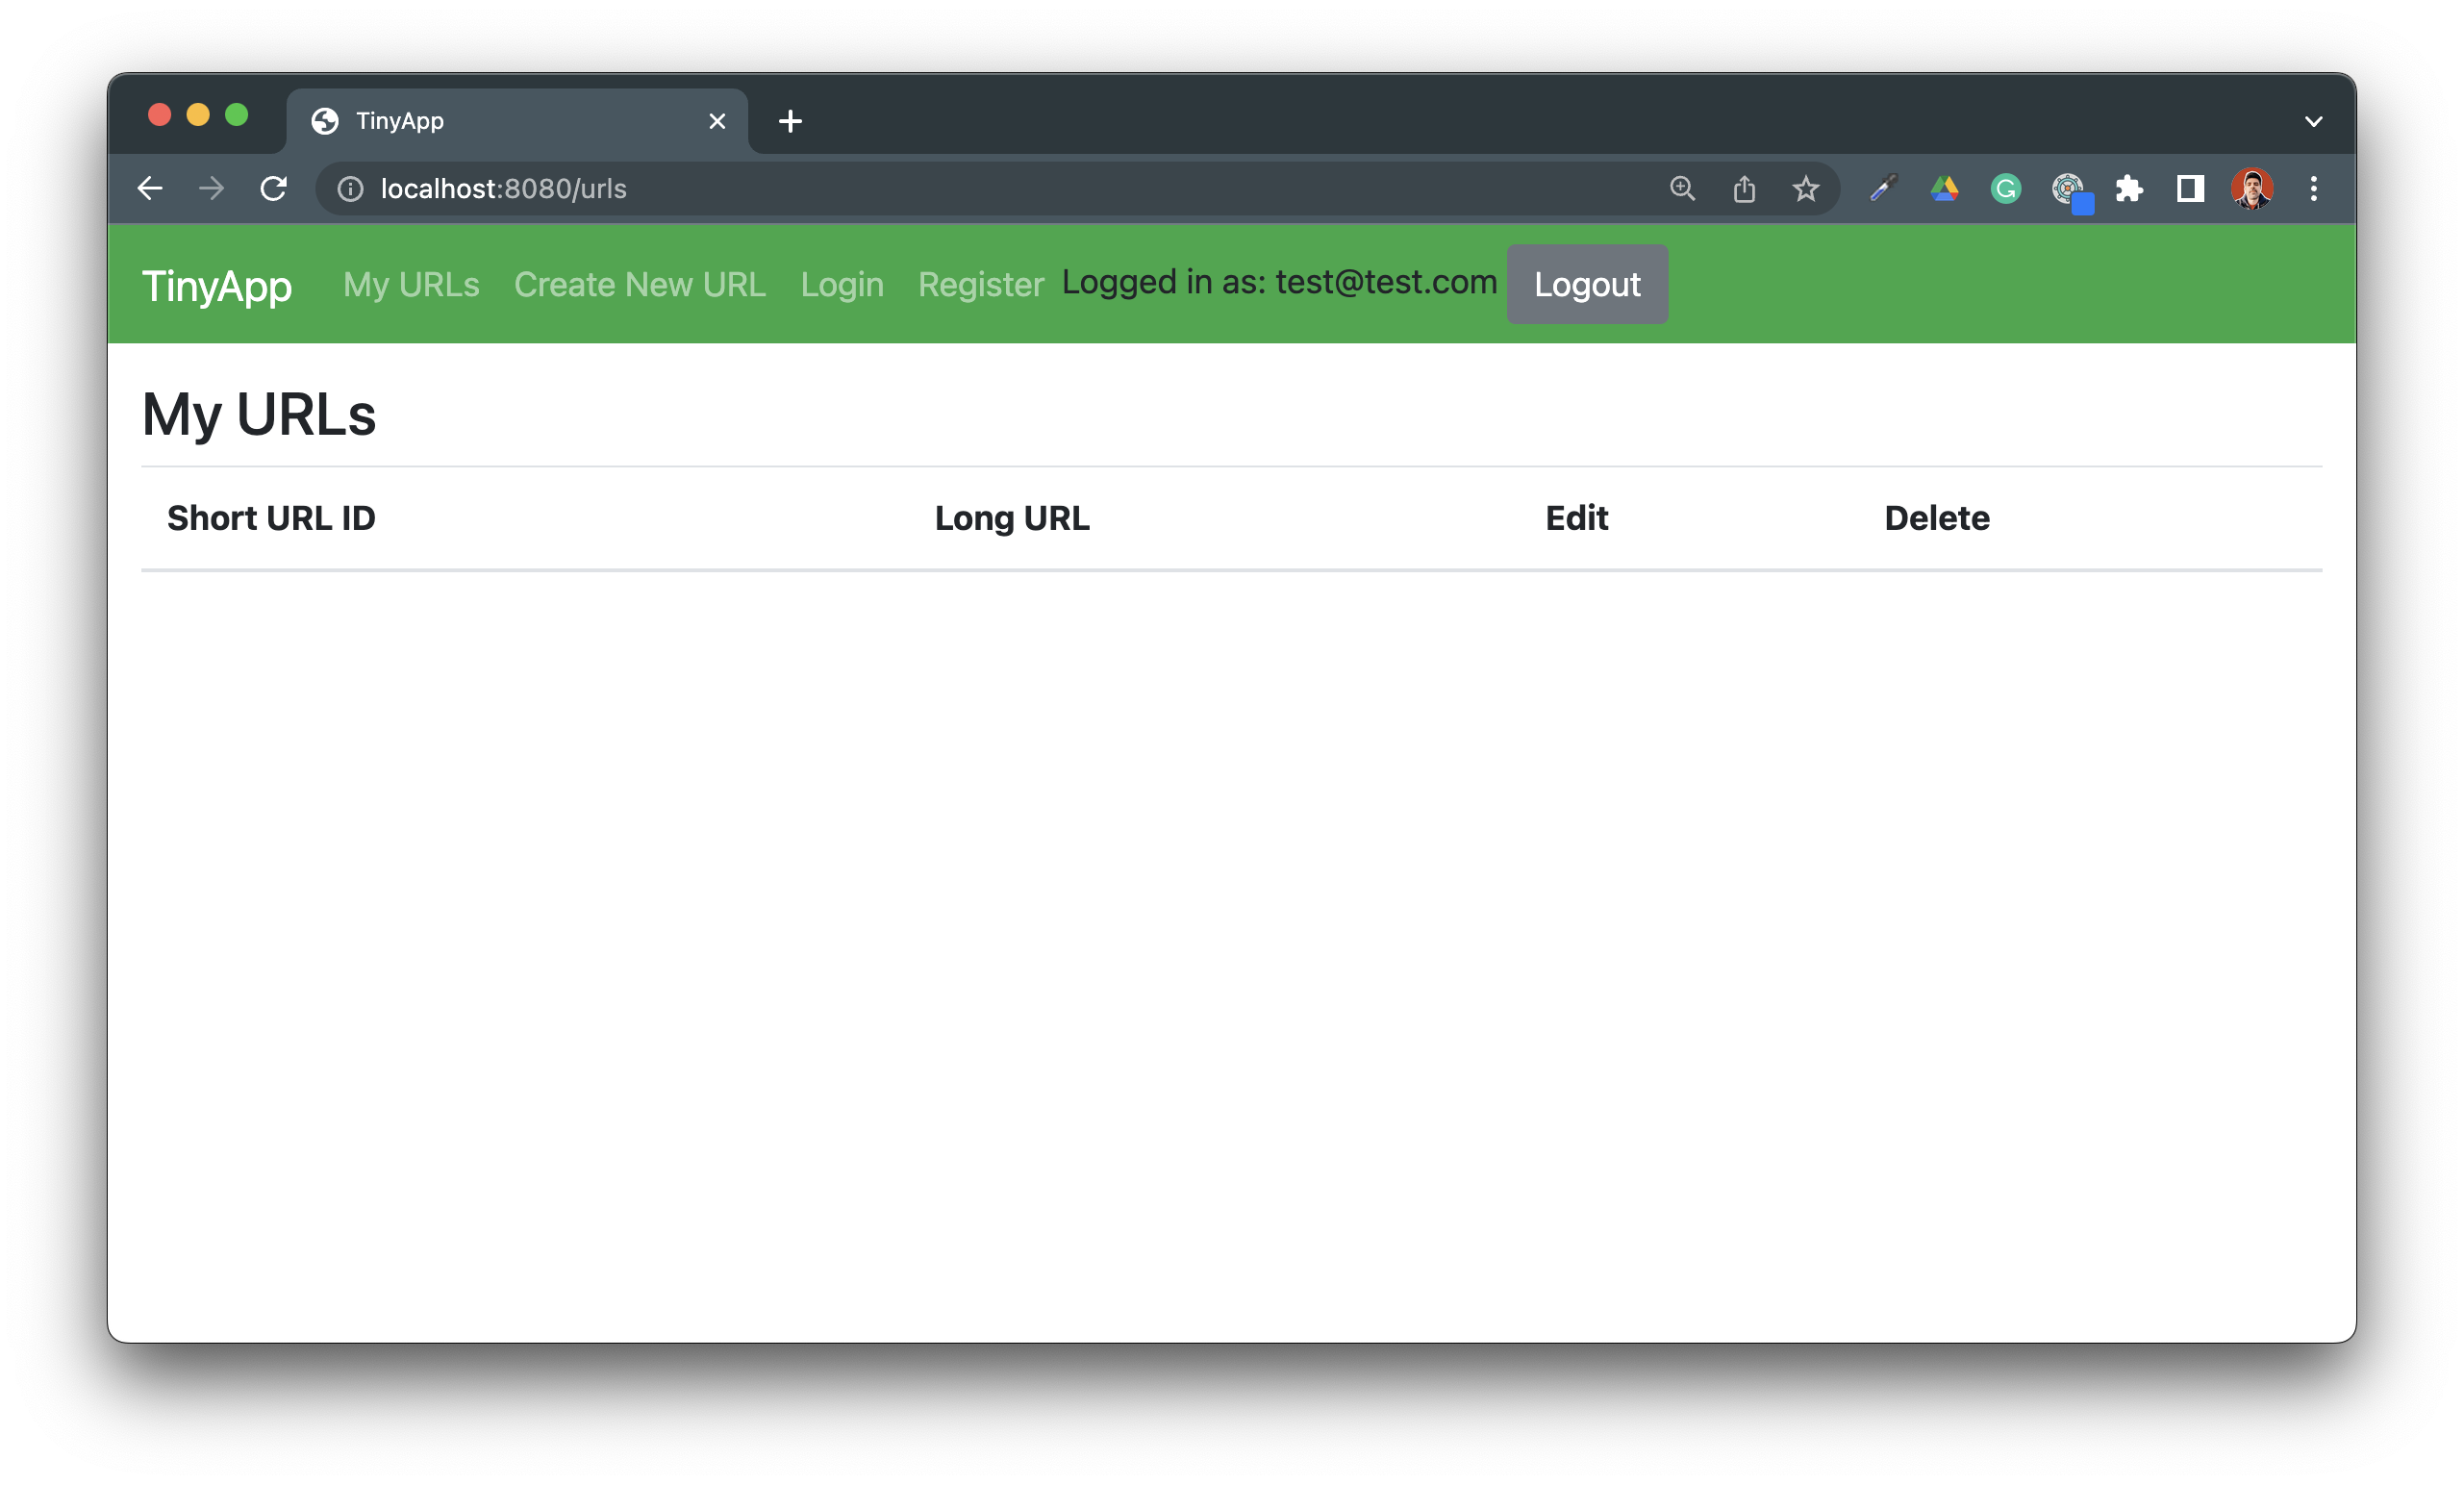 TinyApp
localhost:8080/urls
TinyApp My URLs Create New URL Login Register Logged in as: test@test.com Logout
My URLs
Short URL ID Long URL Edit Delete